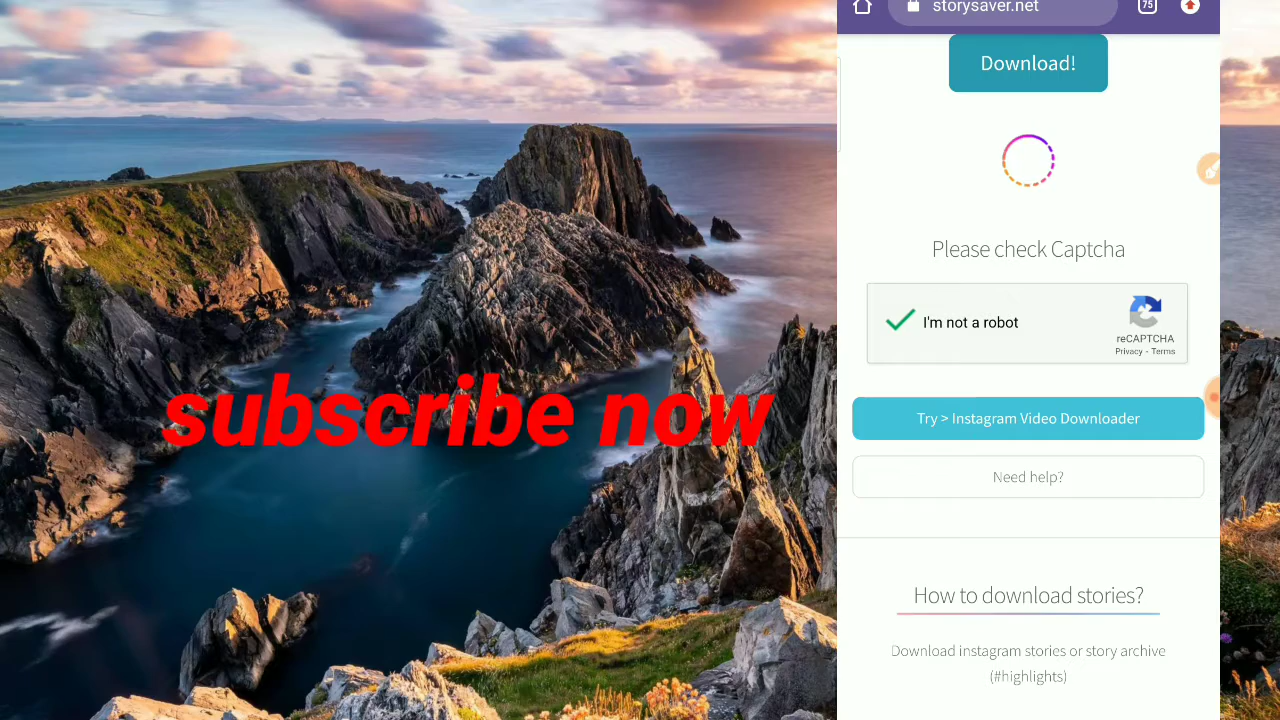 storysaver.net
75
Download!
Please check Captcha
I'm not a robot
reCAPTCHA
Privacy - Terms
subscribe now
Try > Instagram Video Downloader
Need help?
How to download stories?
Download instagram stories or story archive
(#highlights)